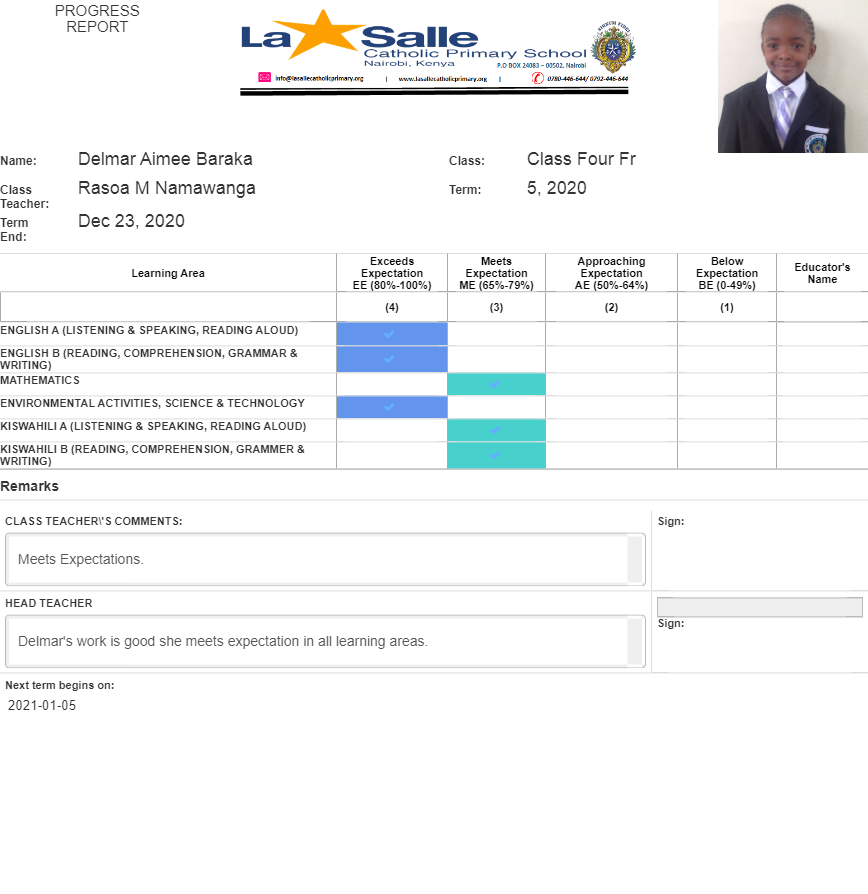 PROGRESS
REPORT
La Salle
Catholic Primary School
Nairobi, Kenya
P.O BOX 24083 – 00502, Nairobi
info@lasallecatholicprimary.org | www.lasallecatholicprimary.org | 0780-446-644/ 0792-446-644
Name: Delmar Aimee Baraka Class: Class Four Fr
Class Teacher: Rasoa M Namawanga Term: 5, 2020
Term End: Dec 23, 2020
Learning Area Exceeds Expectation EE (80%-100%) Meets Expectation ME (65%-79%) Approaching Expectation AE (50%-64%) Below Expectation BE (0-49%) Educator's Name
(4) (3) (2) (1)
ENGLISH A (LISTENING & SPEAKING, READING ALOUD)
ENGLISH B (READING, COMPREHENSION, GRAMMAR &
WRITING)
MATHEMATICS
ENVIRONMENTAL ACTIVITIES, SCIENCE & TECHNOLOGY
KISWAHILI A (LISTENING & SPEAKING, READING ALOUD)
KISWAHILI B (READING, COMPREHENSION, GRAMMER &
WRITING)
Remarks
CLASS TEACHER\'S COMMENTS: Sign:
Meets Expectations.
HEAD TEACHER
Sign:
Delmar's work is good she meets expectation in all learning areas.
Next term begins on:
2021-01-05